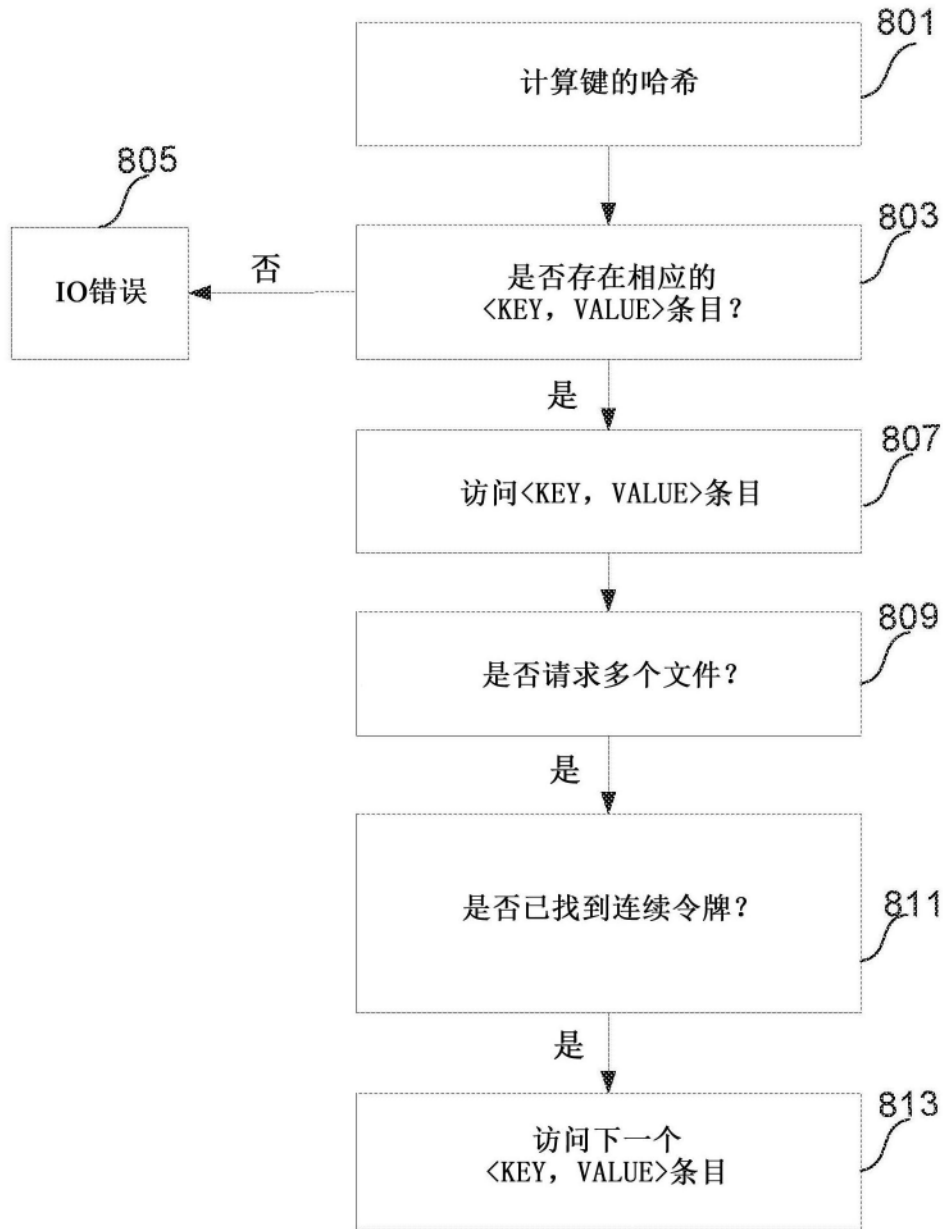 801
计算键的哈希
805
803
IO错误
否
是否存在相应的
<KEY, VALUE>条目?
是
807
访问<KEY, VALUE>条目
809
是否请求多个文件?
是
是否已找到连续令牌?
811
是
813
访问下一个
<KEY, VALUE>条目